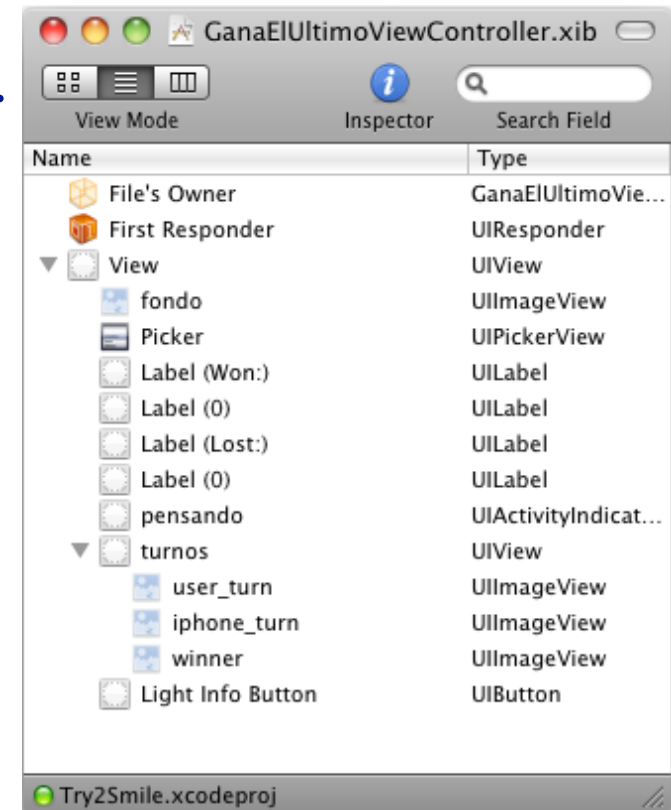 GanaElUltimoViewController.xib
View Mode
Inspector
Search Field
Name Type
File's Owner GanaElUltimoVie...
First Responder UIResponder
View UIView
fondo UIImageView
Picker UIPickerView
Label (Won:) UILabel
Label (0) UILabel
Label (Lost:) UILabel
Label (0) UILabel
pensando UIActivityIndicat...
turnos UIView
user_turn UIImageView
iphone_turn UIImageView
winner UIImageView
Light Info Button UIButton
Try2Smile.xcodeproj